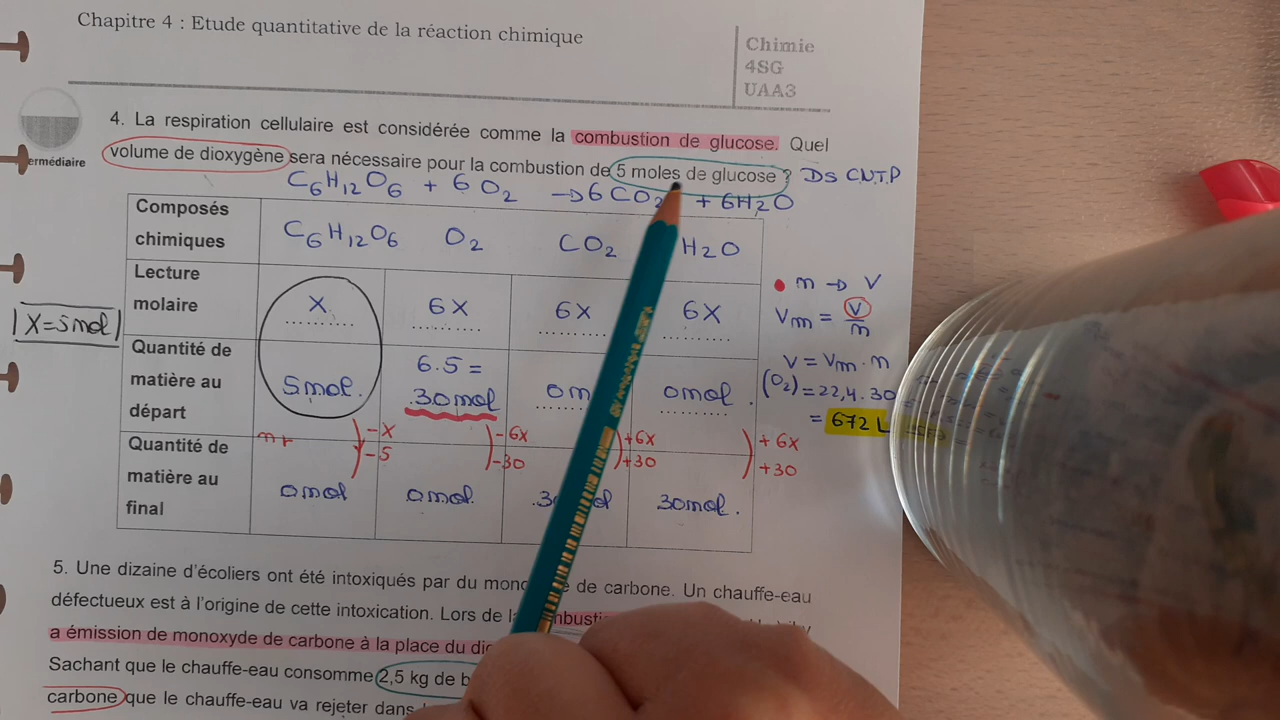 Chapitre 4 : Etude quantitative de la réaction chimique
Chimie
4SG
UAA3
4. La respiration cellulaire est considérée comme la combustion de glucose. Quel
ermédiaire
volume de dioxygène sera nécessaire pour la combustion de 5 moles de glucose ? Ds C.N.T.P
C6H12O6 + 6 O2 → 6 CO2 + 6H2O
Composés chimiques C6H12O6 O2 CO2 H2O
Lecture molaire X 6X 6X 6X
X=5mol
Quantité de matière au départ 5mol. 6.5 = 30mol 0m 0mol.
mr -X -5 -6X -30 +6X +30 +6X +30
Quantité de matière au final 0mol 0mol. 30mol.
n → V
Vm = V/n
V = Vm . n
(O2) = 22,4.30
= 672 L
5. Une dizaine d'écoliers ont été intoxiqués par du de carbone. Un chauffe-eau
défectueux est à l'origine de cette intoxication. Lors de
a émission de monoxyde de carbone à la place du
Sachant que le chauffe-eau consomme 2,5 kg de
carbone que le chauffe-eau va rejeter dans